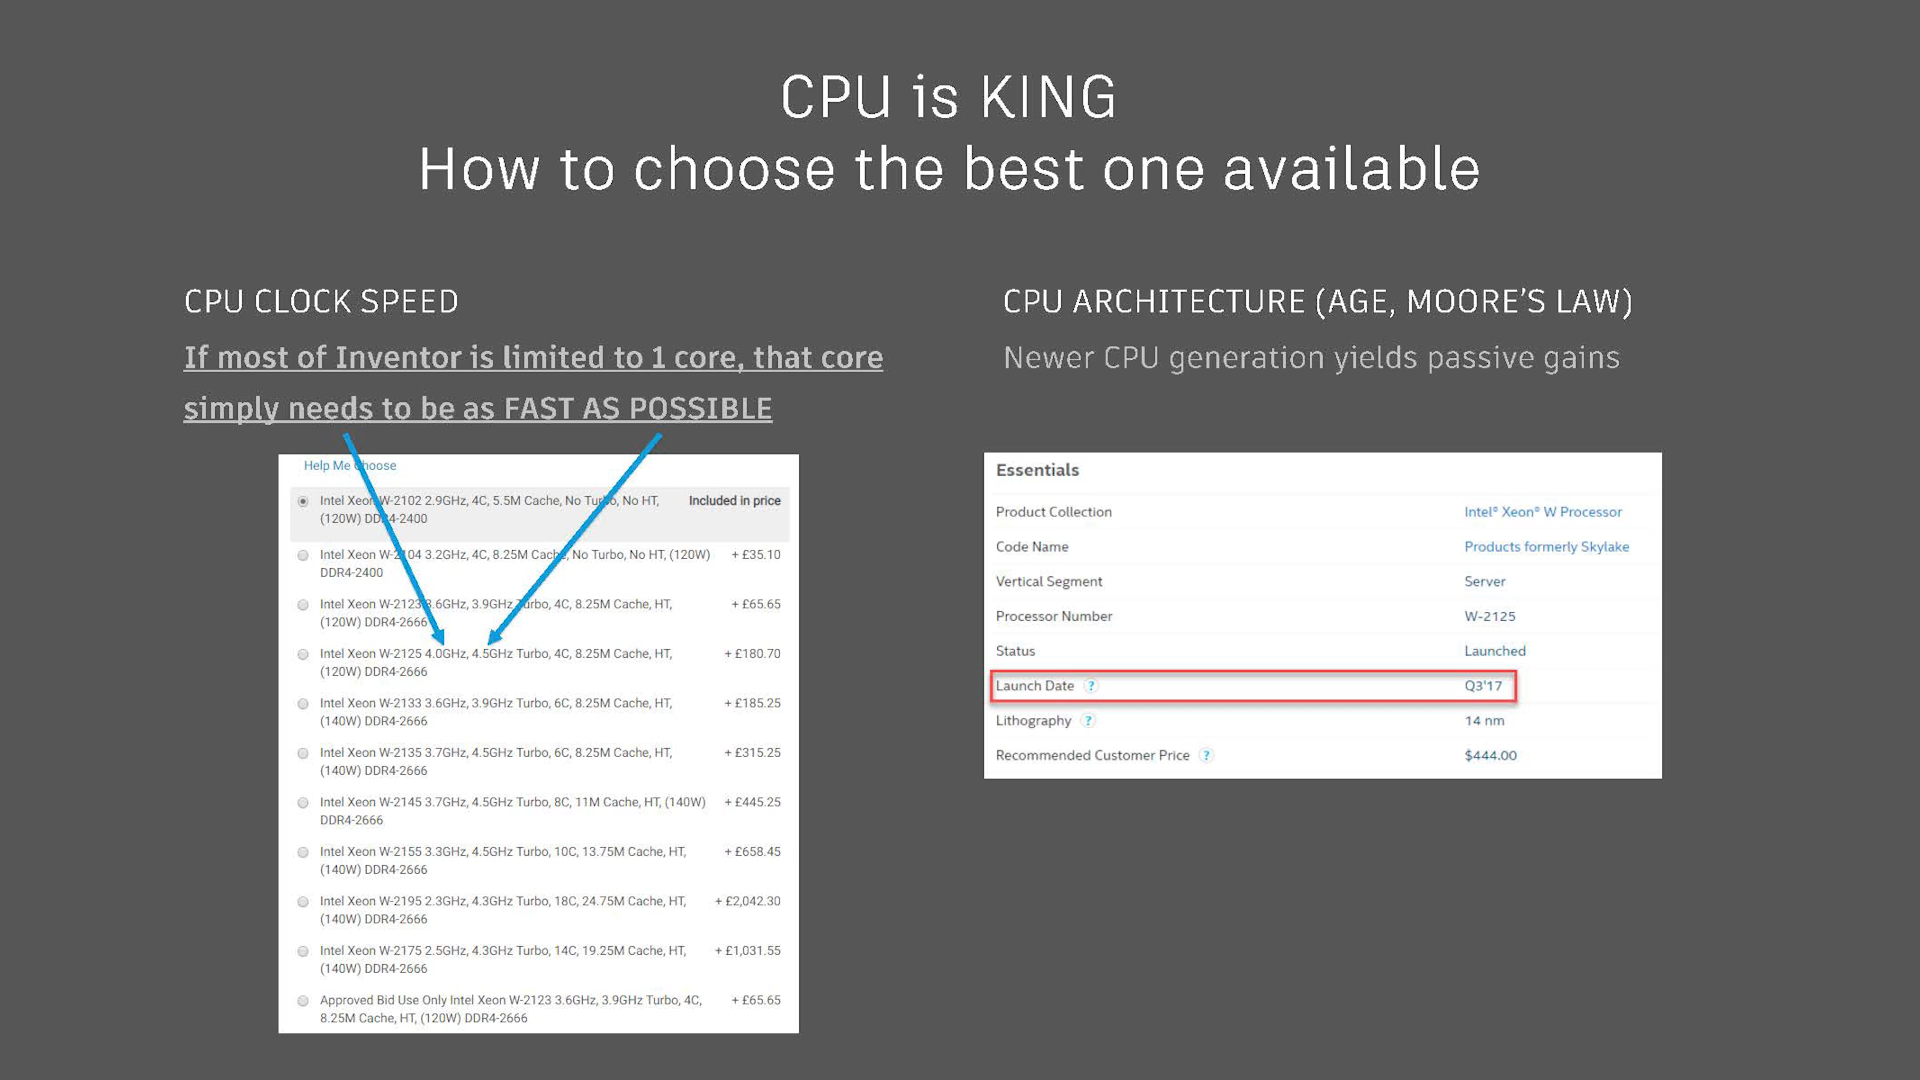 CPU is KING
How to choose the best one available
CPU CLOCK SPEED
If most of Inventor is limited to 1 core, that core
simply needs to be as FAST AS POSSIBLE
Help Me Choose
Intel Xeon W-2102 2.9GHz, 4C, 5.5M Cache, No Turbo, No HT, Included in price
(120W) DDR4-2400
Intel Xeon W-2104 3.2GHz, 4C, 8.25M Cache, No Turbo, No HT, (120W) + £35.10
DDR4-2400
Intel Xeon W-2123 3.6GHz, 3.9GHz Turbo, 4C, 8.25M Cache, HT, + £65.65
(120W) DDR4-2666
Intel Xeon W-2125 4.0GHz, 4.5GHz Turbo, 4C, 8.25M Cache, HT, + £180.70
(120W) DDR4-2666
Intel Xeon W-2133 3.6GHz, 3.9GHz Turbo, 6C, 8.25M Cache, HT, + £185.25
(140W) DDR4-2666
Intel Xeon W-2135 3.7GHz, 4.5GHz Turbo, 6C, 8.25M Cache, HT, + £315.25
(140W) DDR4-2666
Intel Xeon W-2145 3.7GHz, 4.5GHz Turbo, 8C, 11M Cache, HT, (140W) + £445.25
DDR4-2666
Intel Xeon W-2155 3.3GHz, 4.5GHz Turbo, 10C, 13.75M Cache, HT, + £658.45
(140W) DDR4-2666
Intel Xeon W-2195 2.3GHz, 4.3GHz Turbo, 18C, 24.75M Cache, HT, + £2,042.30
(140W) DDR4-2666
Intel Xeon W-2175 2.5GHz, 4.3GHz Turbo, 14C, 19.25M Cache, HT, + £1,031.55
(140W) DDR4-2666
Approved Bid Use Only Intel Xeon W-2123 3.6GHz, 3.9GHz Turbo, 4C, + £65.65
8.25M Cache, HT, (120W) DDR4-2666
CPU ARCHITECTURE (AGE, MOORE’S LAW)
Newer CPU generation yields passive gains
Essentials
Product Collection Intel® Xeon® W Processor
Code Name Products formerly Skylake
Vertical Segment Server
Processor Number W-2125
Status Launched
Launch Date ? Q3'17
Lithography ? 14 nm
Recommended Customer Price ? $444.00